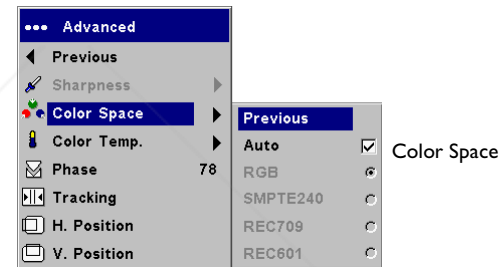 Advanced
Previous
Sharpness
Color Space
Color Temp.
Phase 78
Tracking
H. Position
V. Position
Previous
Auto
RGB
SMPTE240
REC709
REC601
Color Space